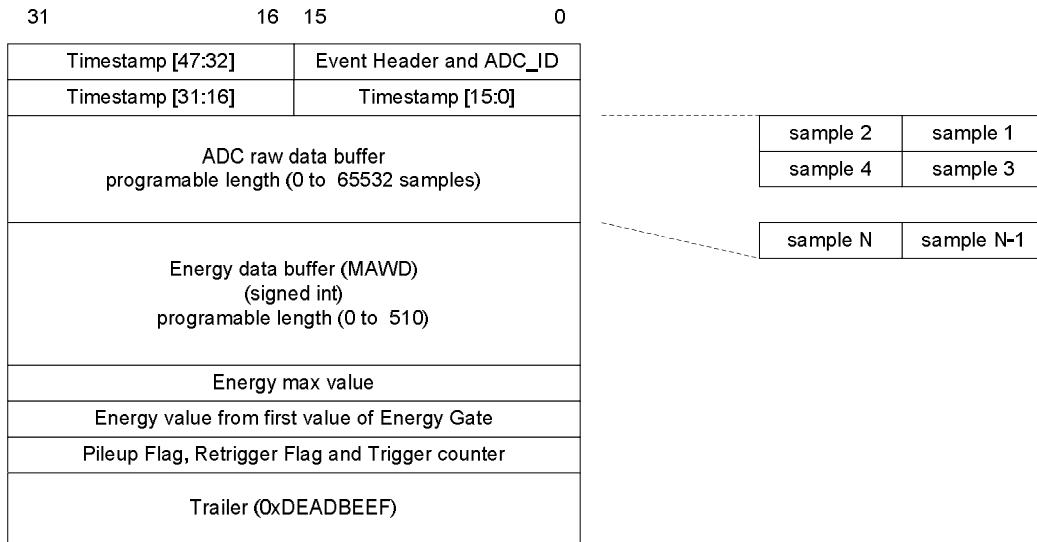 31 16 15 0
Timestamp [47:32] Event Header and ADC_ID
Timestamp [31:16] Timestamp [15:0]
ADC raw data buffer
programable length (0 to 65532 samples)
sample 2 sample 1
sample 4 sample 3
sample N sample N-1
Energy data buffer (MAWD)
(signed int)
programable length (0 to 510)
Energy max value
Energy value from first value of Energy Gate
Pileup Flag, Retrigger Flag and Trigger counter
Trailer (0xDEADBEEF)